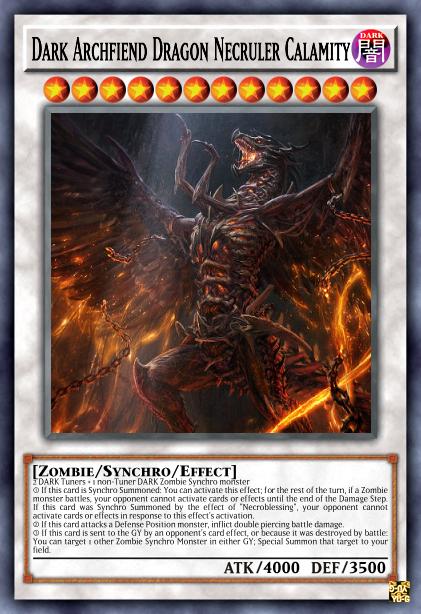 Dark Archfiend Dragon Necruler Calamity
DARK
闇
[Zombie/Synchro/Effect]
2 DARK Tuners + 1 non-Tuner DARK Zombie Synchro monster
① If this card is Synchro Summoned: You can activate this effect; for the rest of the turn, if a Zombie
monster battles, your opponent cannot activate cards or effects until the end of the Damage Step.
If this card was Synchro Summoned by the effect of "Necroblessing", your opponent cannot
activate cards or effects in response to this effect's activation.
② If this card attacks a Defense Position monster, inflict double piercing battle damage.
③ If this card is sent to the GY by an opponent's card effect, or because it was destroyed by battle:
You can target 1 other Zombie Synchro Monster in either GY; Special Summon that target to your
field.
ATK/4000 DEF/3500